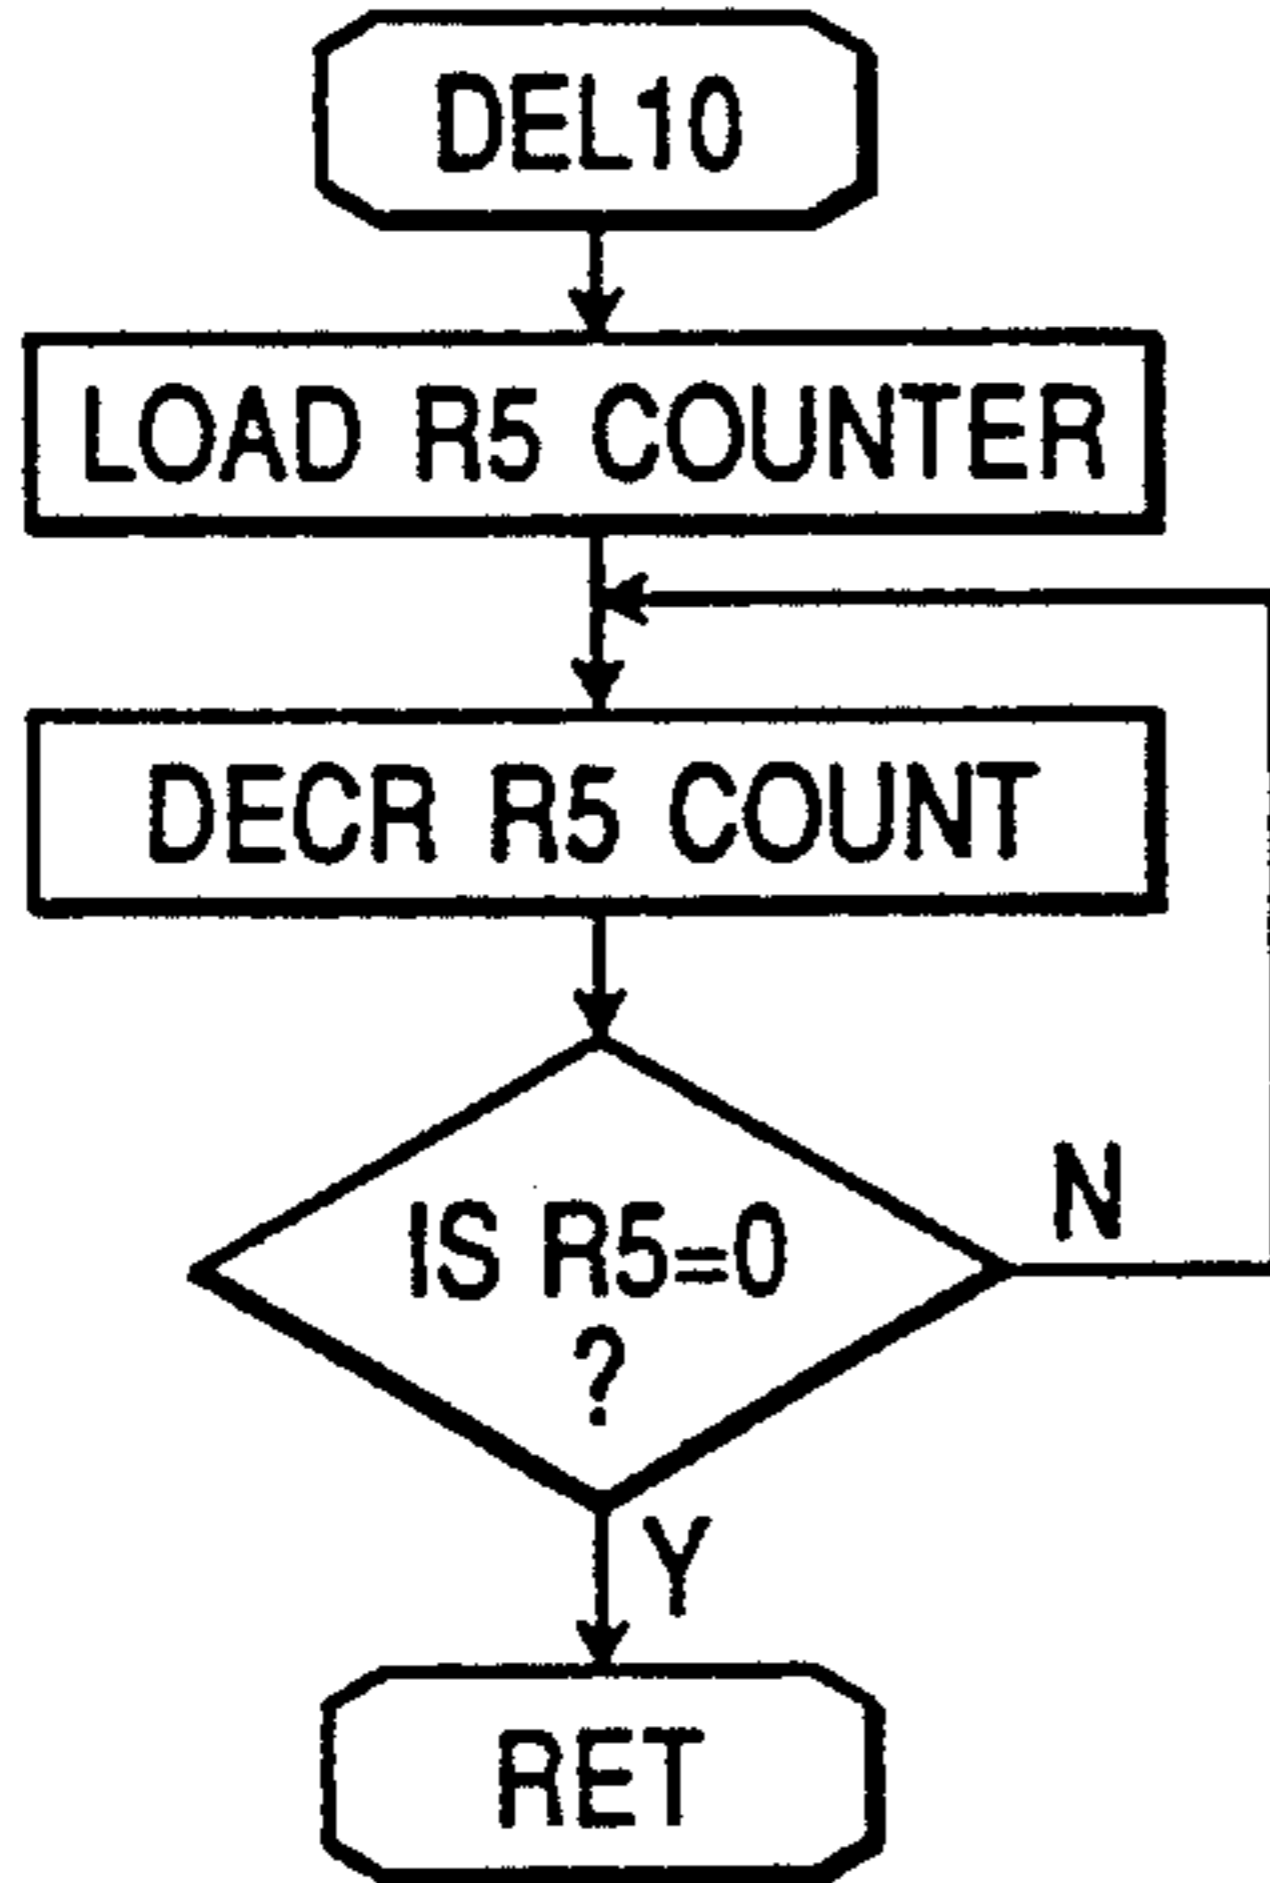 DEL10
LOAD R5 COUNTER
DECR R5 COUNT
IS R5=0
?
N
Y
RET